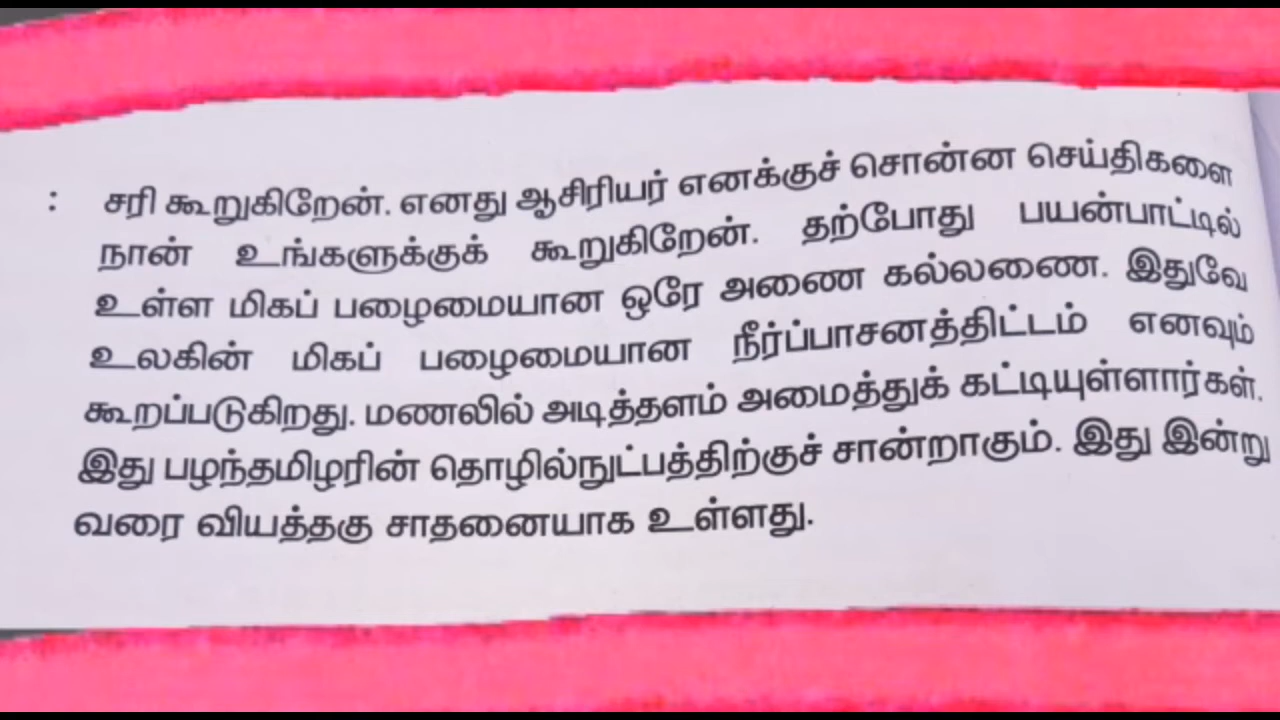 : சரி கூறுகிறேன். எனது ஆசிரியர் எனக்குச் சொன்ன செய்திகளை
நான் உங்களுக்குக் கூறுகிறேன். தற்போது பயன்பாட்டில்
உள்ள மிகப் பழைமையான ஒரே அணை கல்லணை. இதுவே
உலகின் மிகப் பழைமையான நீர்ப்பாசனத்திட்டம் எனவும்
கூறப்படுகிறது. மணலில் அடித்தளம் அமைத்துக் கட்டியுள்ளார்கள்.
இது பழந்தமிழரின் தொழில்நுட்பத்திற்குச் சான்றாகும். இது இன்று
வரை வியத்தகு சாதனையாக உள்ளது.